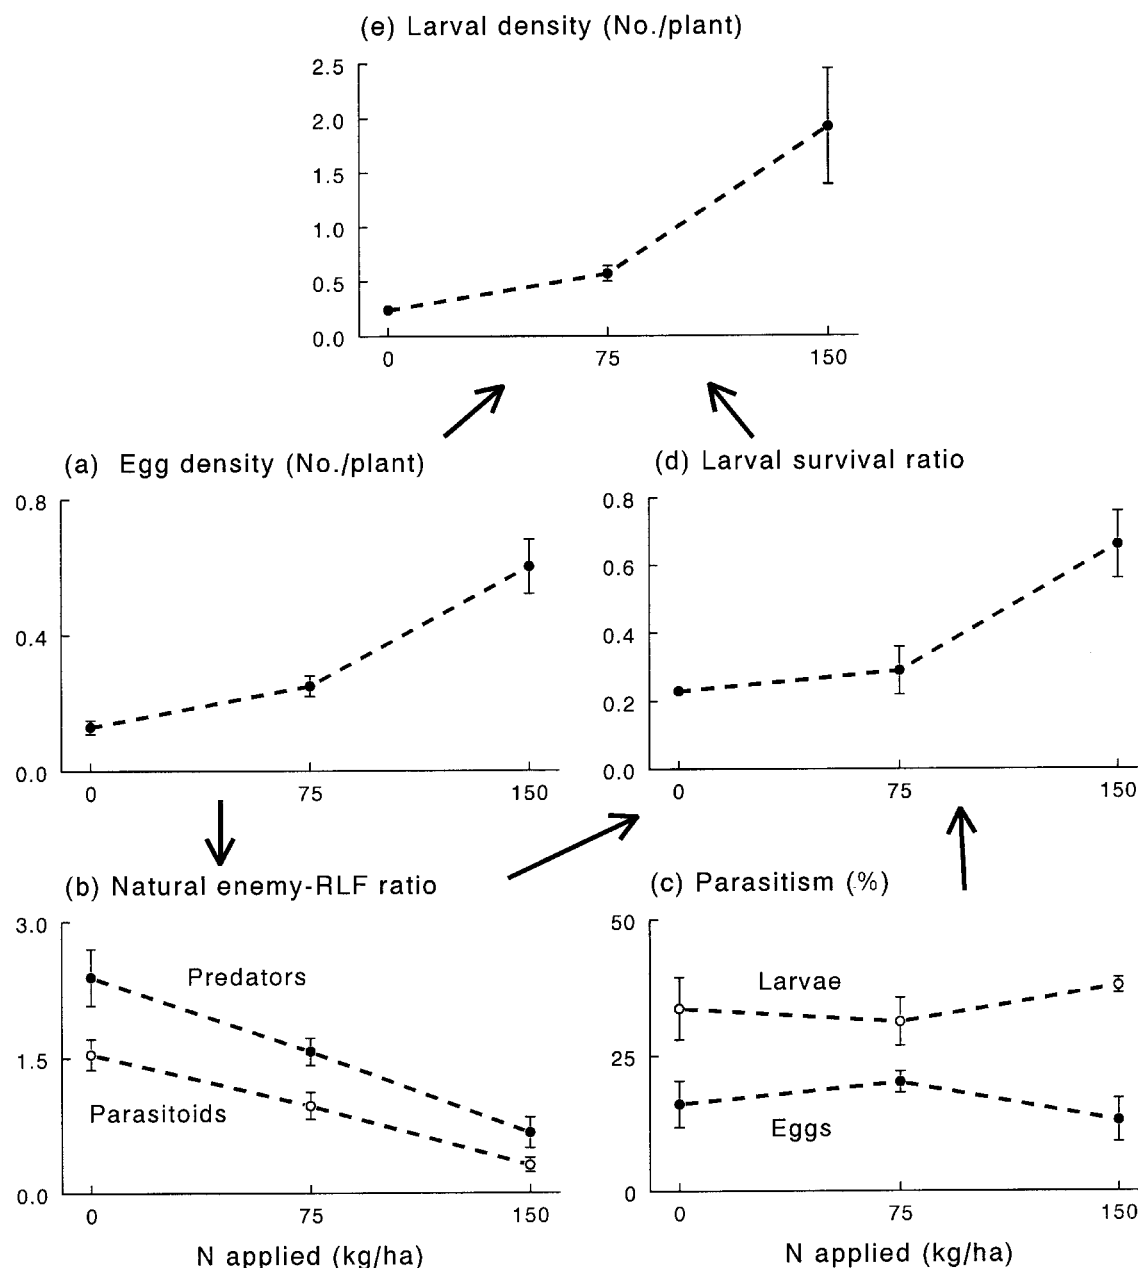 (e) Larval density (No./plant)
2.5
2.0
1.5
1.0
0.5
0.0
0 75 150
(a) Egg density (No./plant)
0.8
0.4
0.0
0 75 150
(d) Larval survival ratio
0.8
0.6
0.4
0.2
0.0
0 75 150
(b) Natural enemy-RLF ratio
3.0
Predators
1.5
Parasitoids
0.0
0 75 150
N applied (kg/ha)
(c) Parasitism (%)
50
Larvae
25
Eggs
0
0 75 150
N applied (kg/ha)